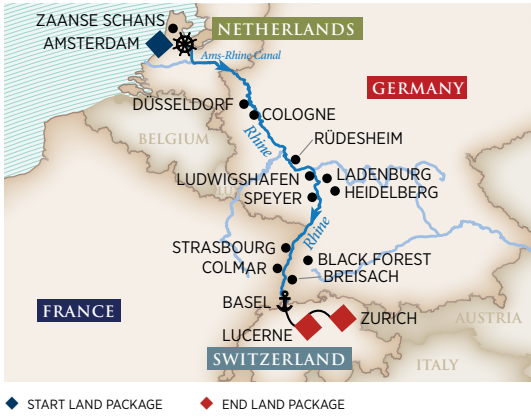 ZAANSE SCHANS
NETHERLANDS
AMSTERDAM
Ams-Rhine Canal
GERMANY
DÜSSELDORF
COLOGNE
BELGIUM
Rhine
RÜDESHEIM
LUDWIGSHAFEN
LADENBURG
HEIDELBERG
SPEYER
Rhine
STRASBOURG
BLACK FOREST
COLMAR
BREISACH
BASEL
FRANCE
ZURICH
AUSTRIA
LUCERNE
SWITZERLAND
ITALY
START LAND PACKAGE
END LAND PACKAGE